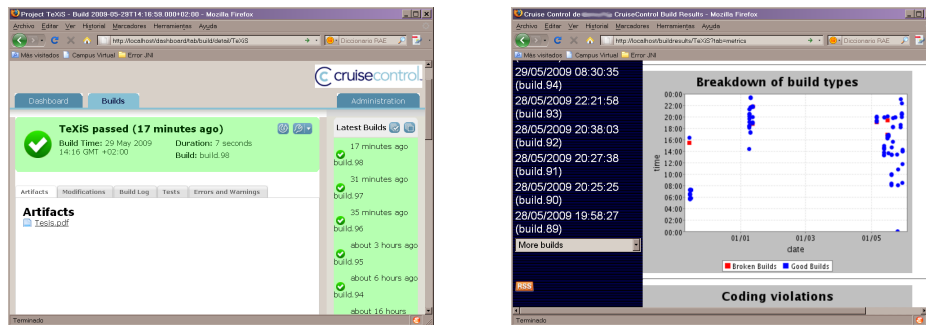 Project TeXiS - Build 2009-05-29T14:16:59.000+02:00 - Mozilla Firefox
Archivo Editar Ver Historial Marcadores Herramientas Ayuda
http://localhost/dashboard/tab/build/detail/TeXiS
Diccionario RAE
Más visitados Campus Virtual Error JNI
cruisecontrol
Dashboard Builds Administration
TeXiS passed (17 minutes ago)
Build Time: 29 May 2009 14:16 GMT +02:00
Duration: 7 seconds
Build: build.98
Artifacts Modifications Build Log Tests Errors and Warnings
Artifacts
Tesis.pdf
Latest Builds
17 minutes ago
build.98
31 minutes ago
build.97
35 minutes ago
build.96
about 3 hours ago
build.95
about 6 hours ago
build.94
about 16 hours
Terminado
Cruise Control de CruiseControl Build Results - Mozilla Firefox
Archivo Editar Ver Historial Marcadores Herramientas Ayuda
http://localhost/buildresults/TeXiS?tab=metrics
Diccionario RAE
Más visitados Campus Virtual Error JNI
29/05/2009 08:30:35
(build.94)
28/05/2009 22:21:58
(build.93)
28/05/2009 20:38:03
(build.92)
28/05/2009 20:27:38
(build.91)
28/05/2009 20:25:25
(build.90)
28/05/2009 19:58:27
(build.89)
More builds
RSS
Breakdown of build types
00:00
22:00
20:00
18:00
16:00
14:00
12:00
10:00
08:00
06:00
04:00
02:00
00:00
time
01/01 01/03 01/05
date
Broken Builds Good Builds
Coding violations
Terminado